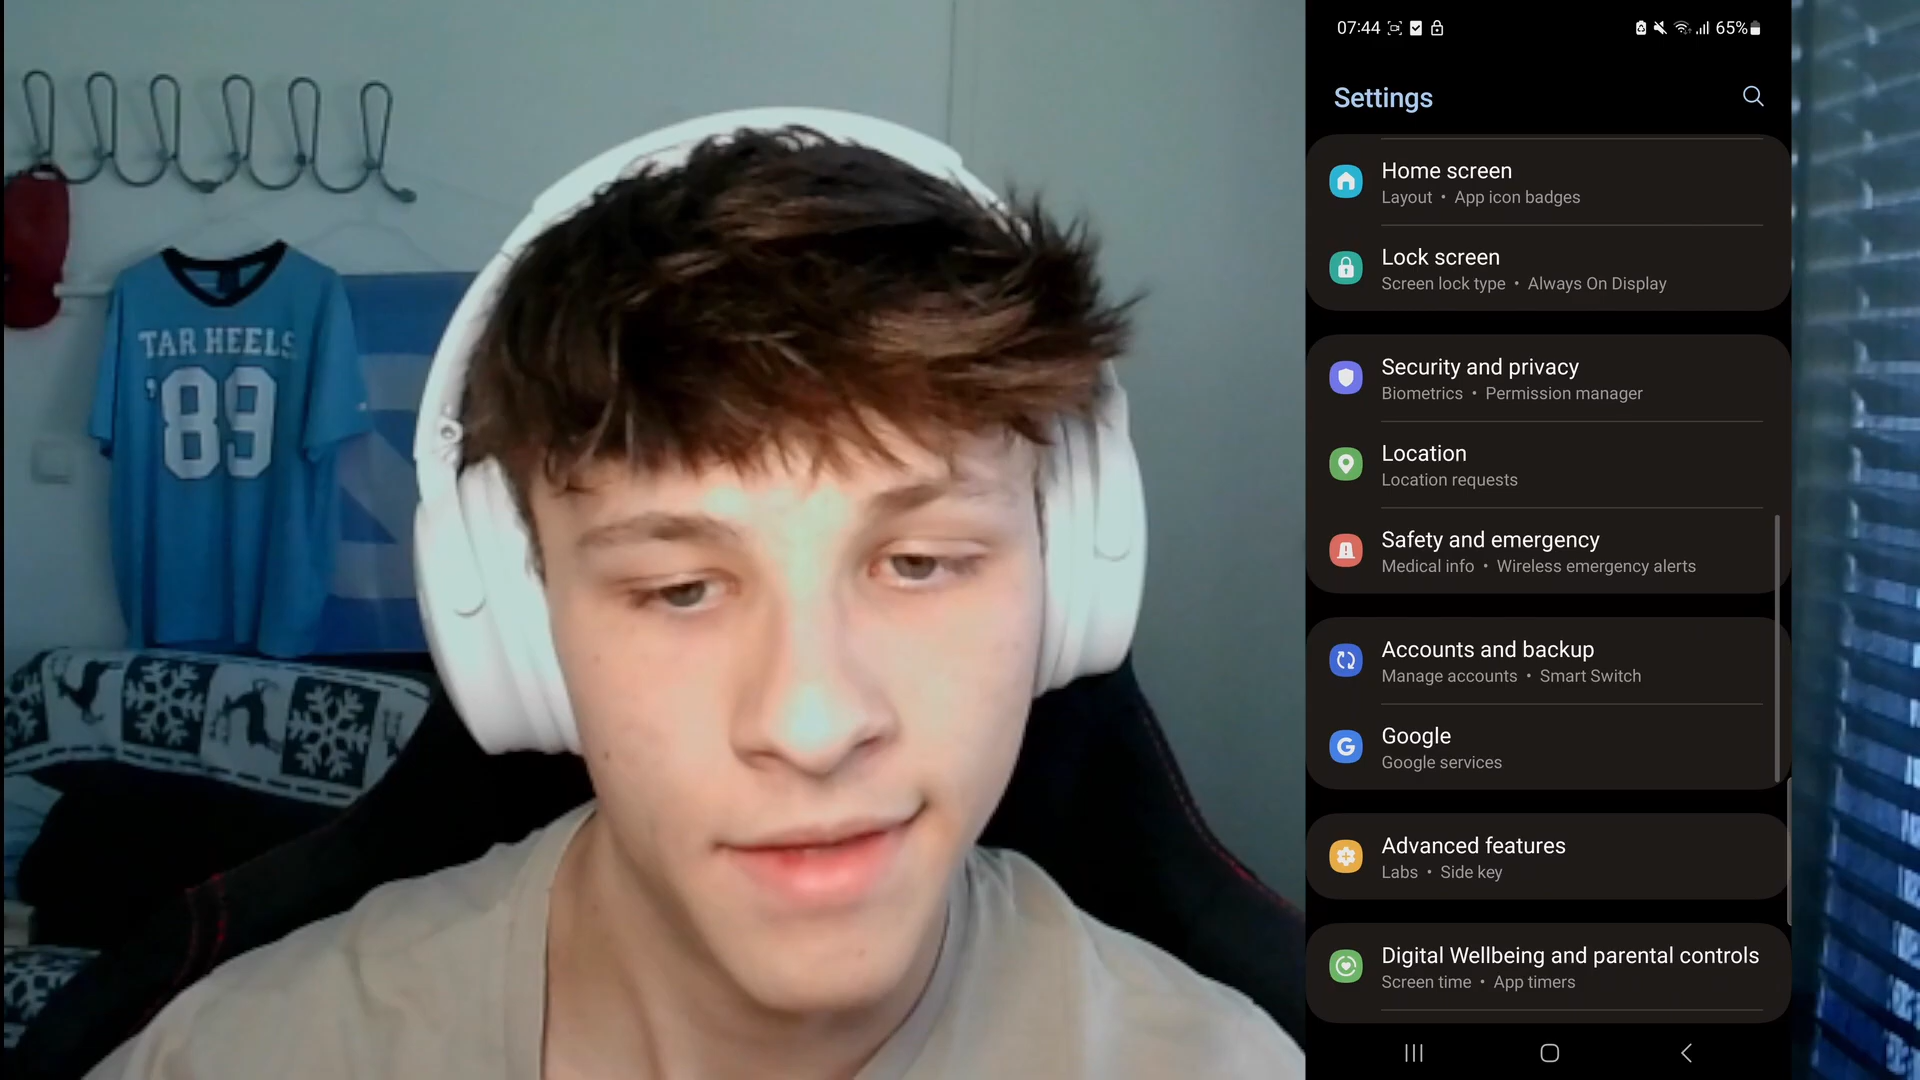 TAR HEELS
'89
07:44
65%
Settings
Home screen
Layout • App icon badges
Lock screen
Screen lock type • Always On Display
Security and privacy
Biometrics • Permission manager
Location
Location requests
Safety and emergency
Medical info • Wireless emergency alerts
Accounts and backup
Manage accounts • Smart Switch
Google
Google services
Advanced features
Labs • Side key
Digital Wellbeing and parental controls
Screen time • App timers